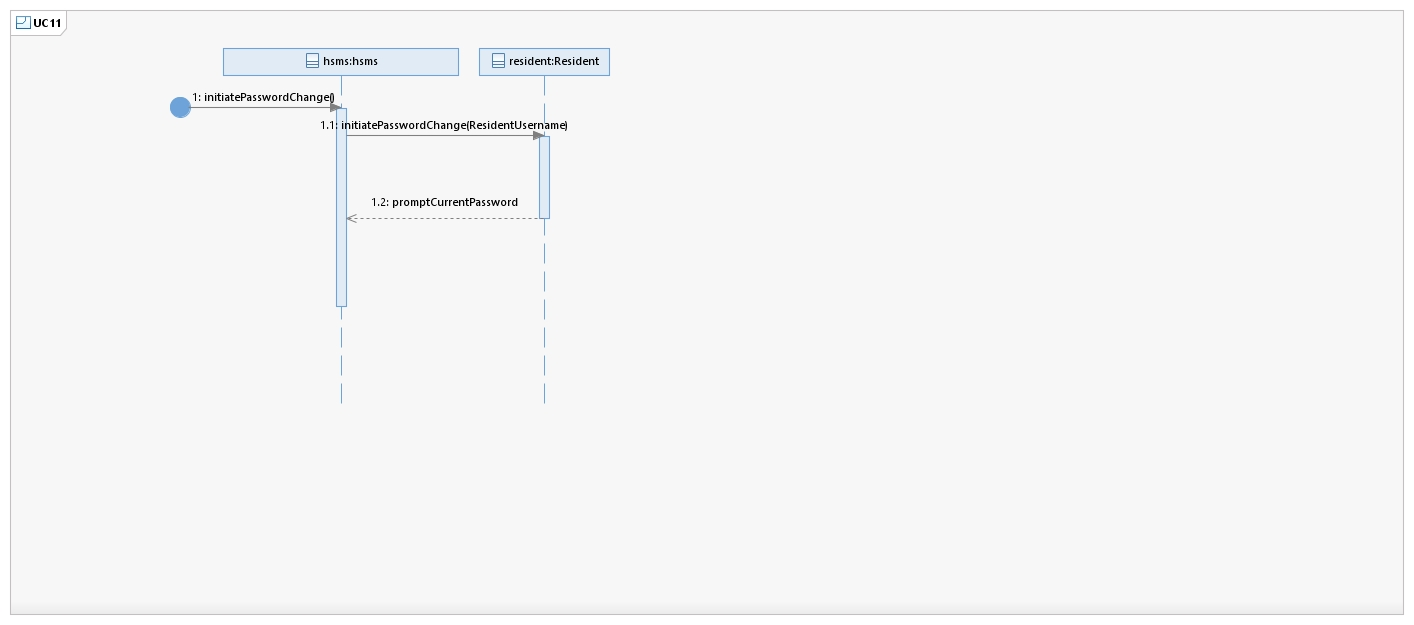 UC11
hsms:hsms
resident:Resident
1: initiatePasswordChange()
1.1: initiatePasswordChange(ResidentUsername)
1.2: promptCurrentPassword